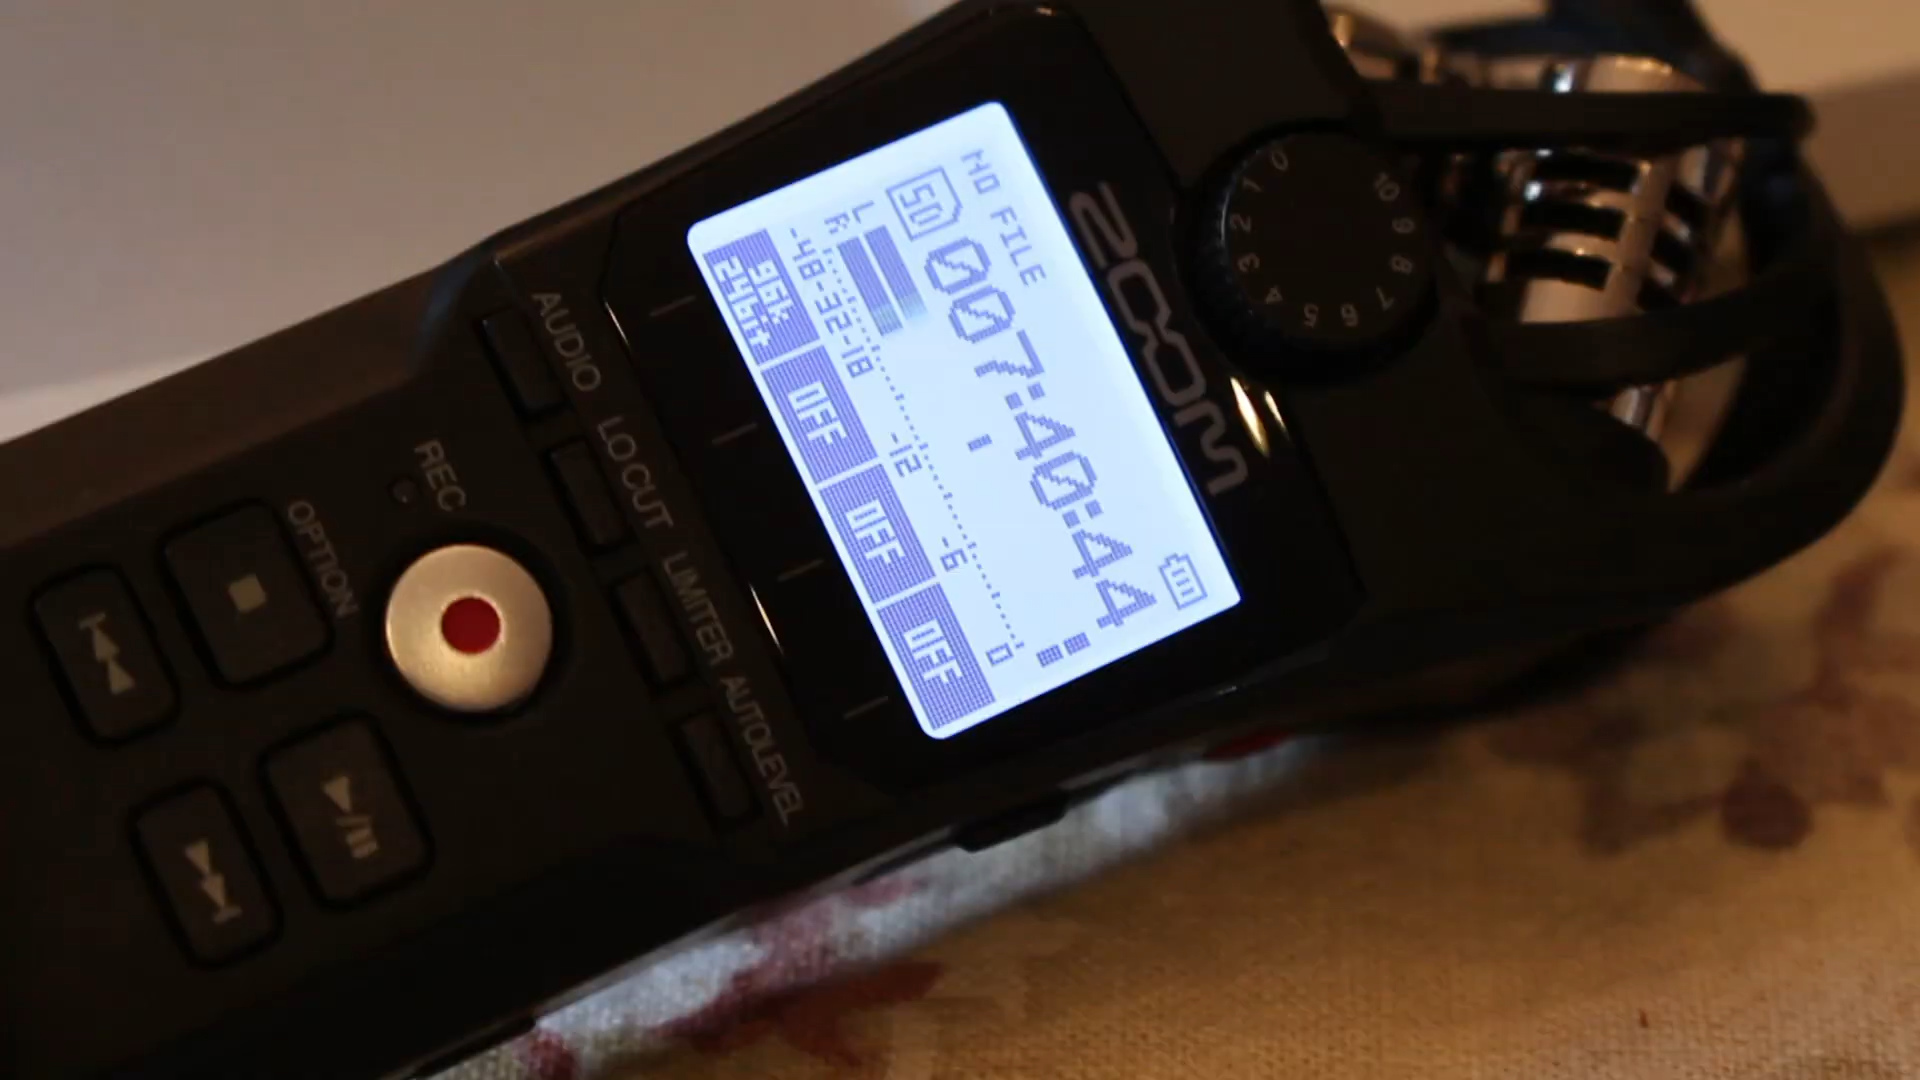 ZOOM
0 1 2 3 4 5 6 7 8 9 10
NO FILE
SD 007:40:44
L
R
-48 -32 -18 -12 -6 0
96k
24bit OFF OFF OFF
AUDIO LO CUT LIMITER AUTO LEVEL
REC
OPTION